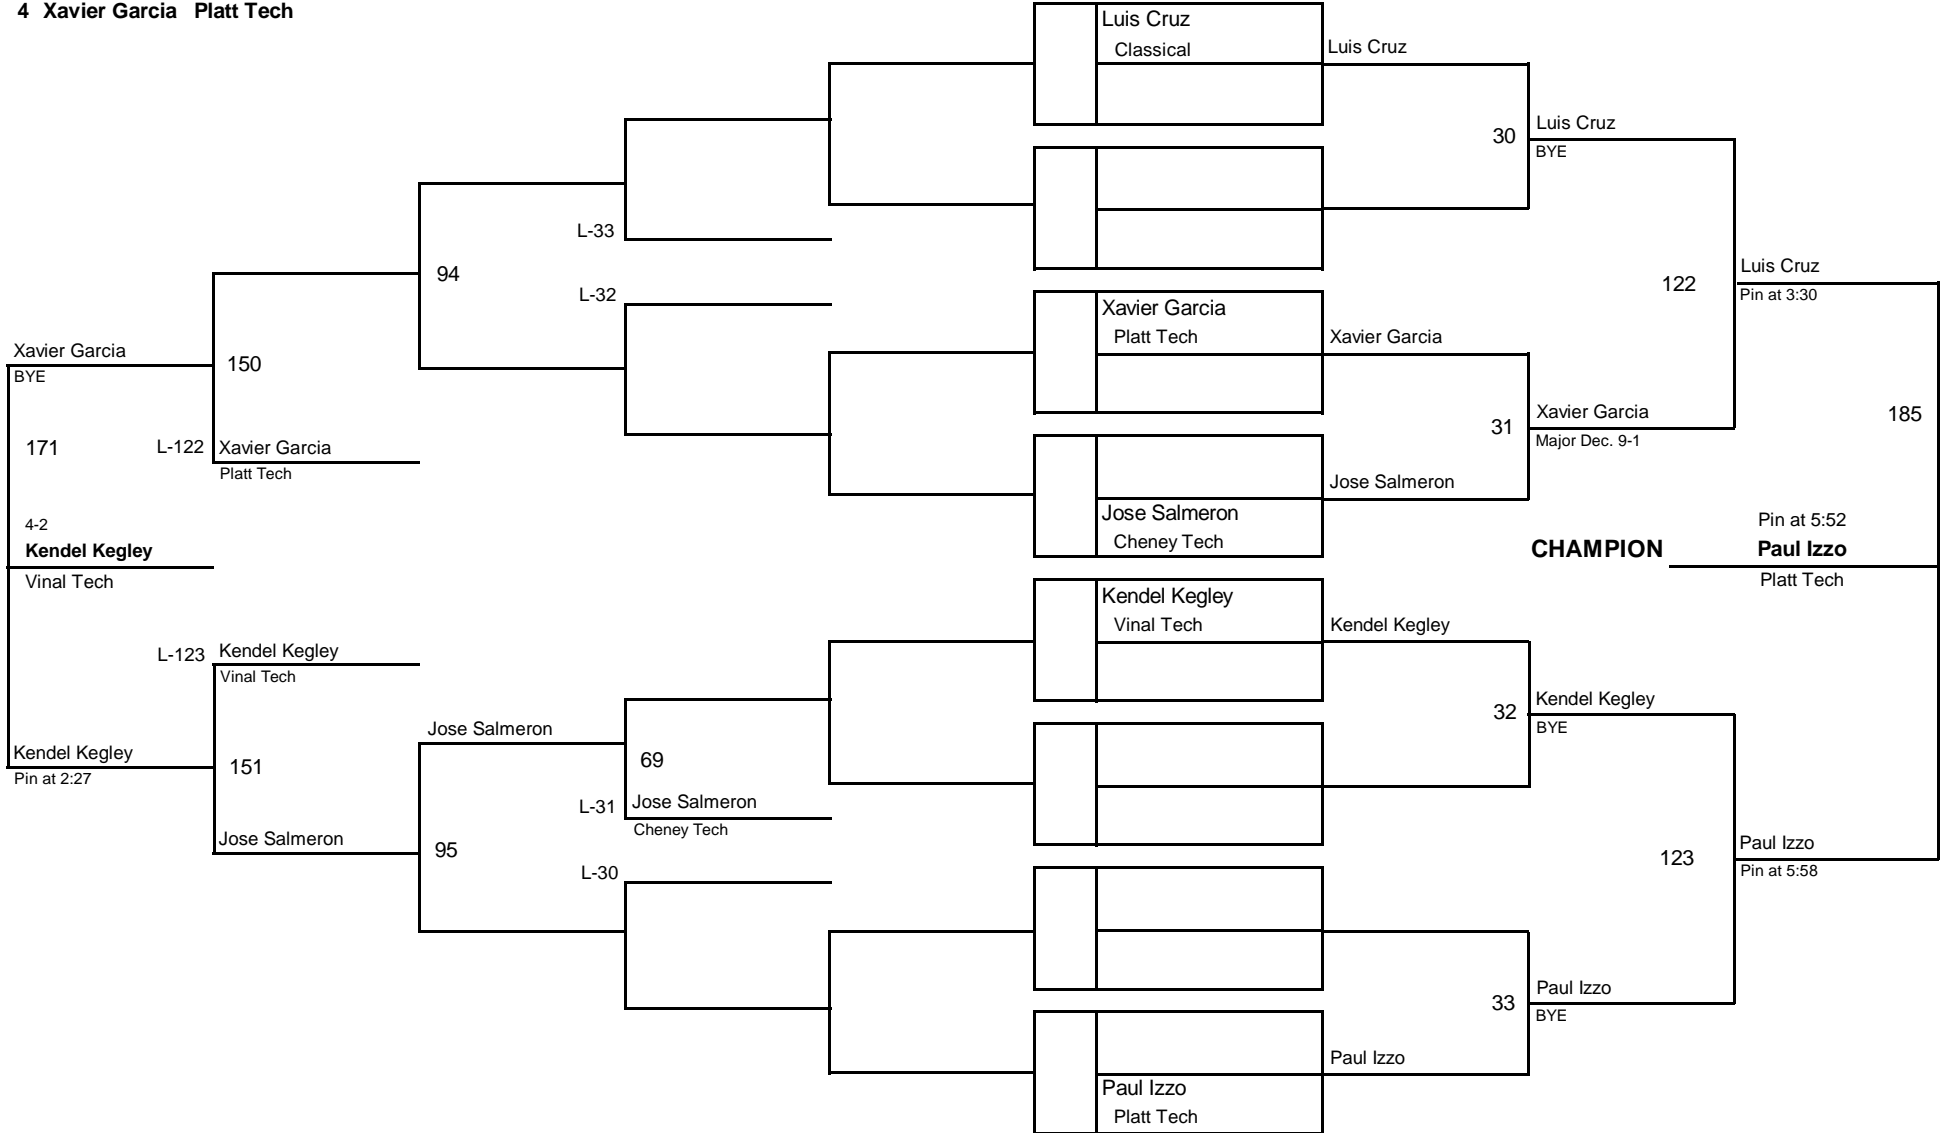 4 Xavier Garcia Platt Tech
Luis Cruz
Classical
Luis Cruz
30
Luis Cruz
BYE
L-33
94
L-32
122
Luis Cruz
Pin at 3:30
Xavier Garcia
Platt Tech
Xavier Garcia
Xavier Garcia
BYE
150
31
Xavier Garcia
Major Dec. 9-1
185
171
L-122
Xavier Garcia
Platt Tech
Jose Salmeron
Jose Salmeron
Cheney Tech
4-2
Kendel Kegley
Vinal Tech
CHAMPION
Pin at 5:52
Paul Izzo
Platt Tech
Kendel Kegley
Vinal Tech
Kendel Kegley
L-123
Kendel Kegley
Vinal Tech
32
Kendel Kegley
BYE
Jose Salmeron
Kendel Kegley
Pin at 2:27
151
69
L-31
Jose Salmeron
Cheney Tech
Jose Salmeron
95
L-30
123
Paul Izzo
Pin at 5:58
33
Paul Izzo
BYE
Paul Izzo
Paul Izzo
Platt Tech